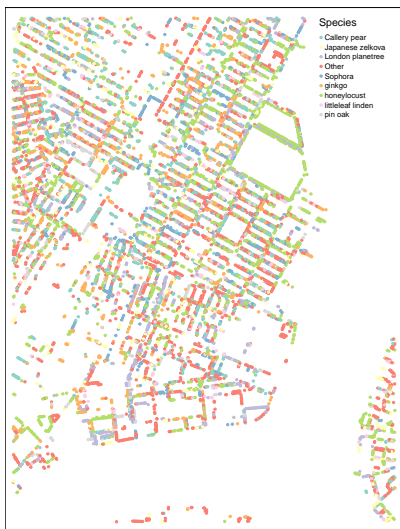 Species
Callery pear
Japanese zelkova
London planetree
Other
Sophora
ginkgo
honeylocust
littleleaf linden
pin oak